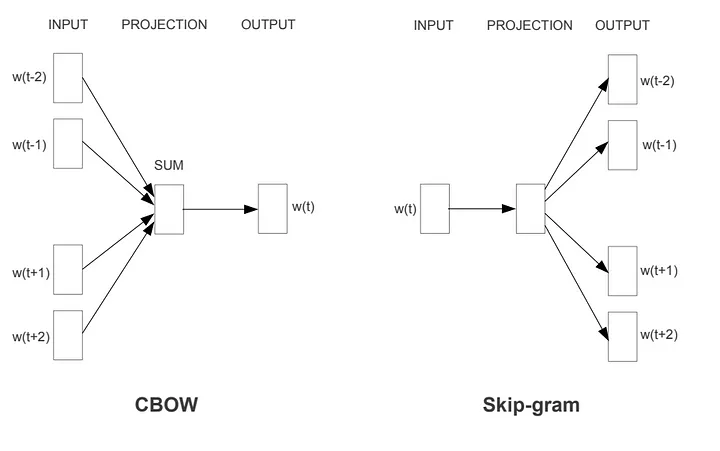 INPUT PROJECTION OUTPUT
w(t-2)
w(t-1)
SUM
w(t)
w(t+1)
w(t+2)
CBOW
INPUT PROJECTION OUTPUT
w(t-2)
w(t-1)
w(t)
w(t+1)
w(t+2)
Skip-gram